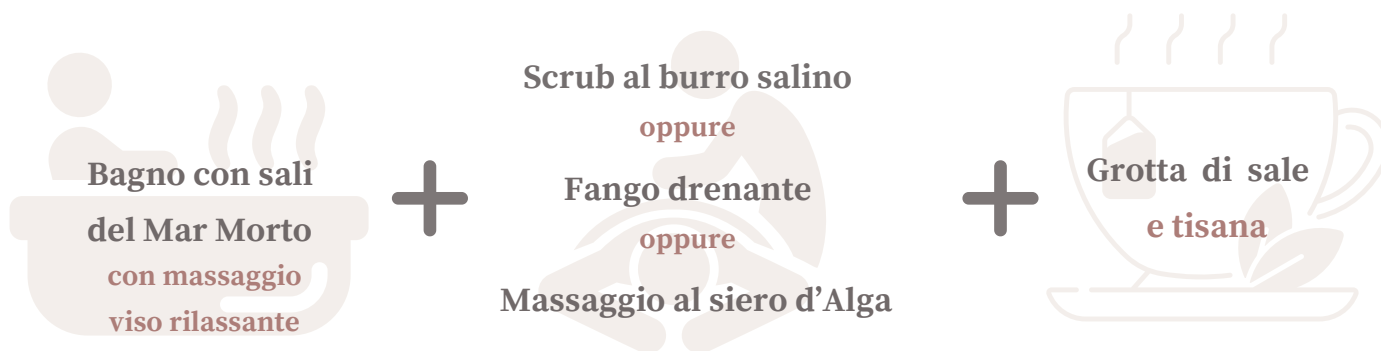 Bagno con sali
del Mar Morto
con massaggio
viso rilassante
Scrub al burro salino
oppure
Fango drenante
oppure
Massaggio al siero d’Alga
Grotta di sale
e tisana